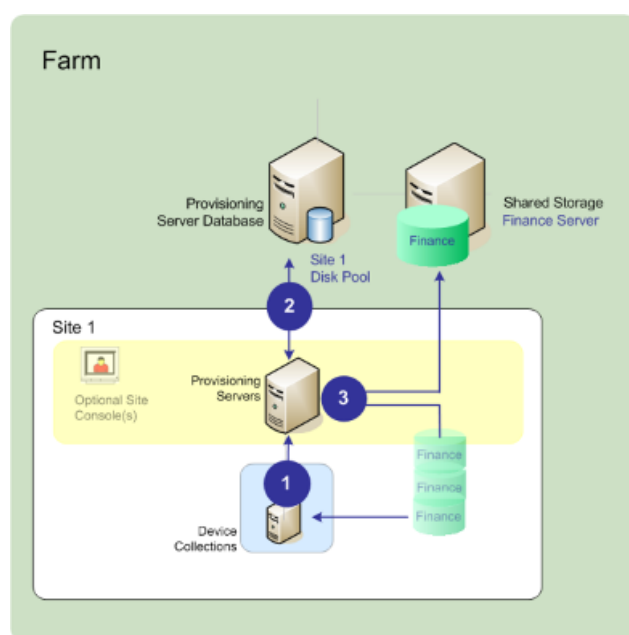 Farm
Provisioning
Server Database
Site 1
Disk Pool
Shared Storage
Finance Server
Finance
2
Site 1
Optional Site
Console(s)
Provisioning
Servers
3
Finance
Finance
Finance
1
Device
Collections